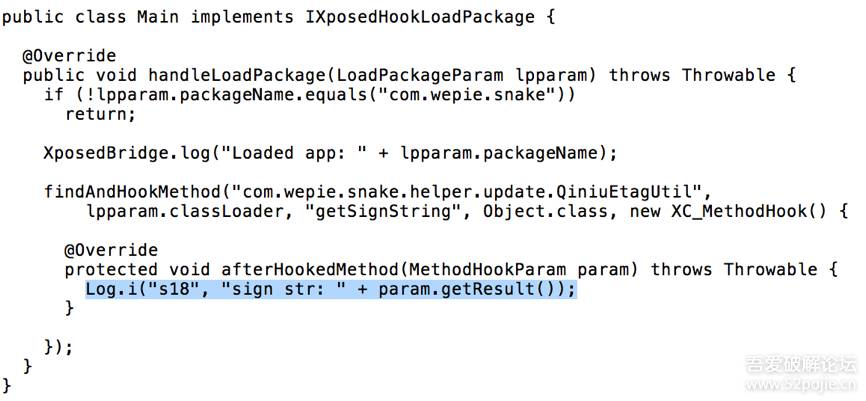 public class Main implements IXposedHookLoadPackage {
@Override
public void handleLoadPackage(LoadPackageParam lpparam) throws Throwable {
if (!lpparam.packageName.equals("com.wepie.snake"))
return;
XposedBridge.log("Loaded app: " + lpparam.packageName);
findAndHookMethod("com.wepie.snake.helper.update.QiniuEtagUtil",
lpparam.classLoader, "getSignString", Object.class, new XC_MethodHook() {
@Override
protected void afterHookedMethod(MethodHookParam param) throws Throwable {
Log.i("s18", "sign str: " + param.getResult());
}
});
}
}
吾爱破解论坛
www.52pojie.cn